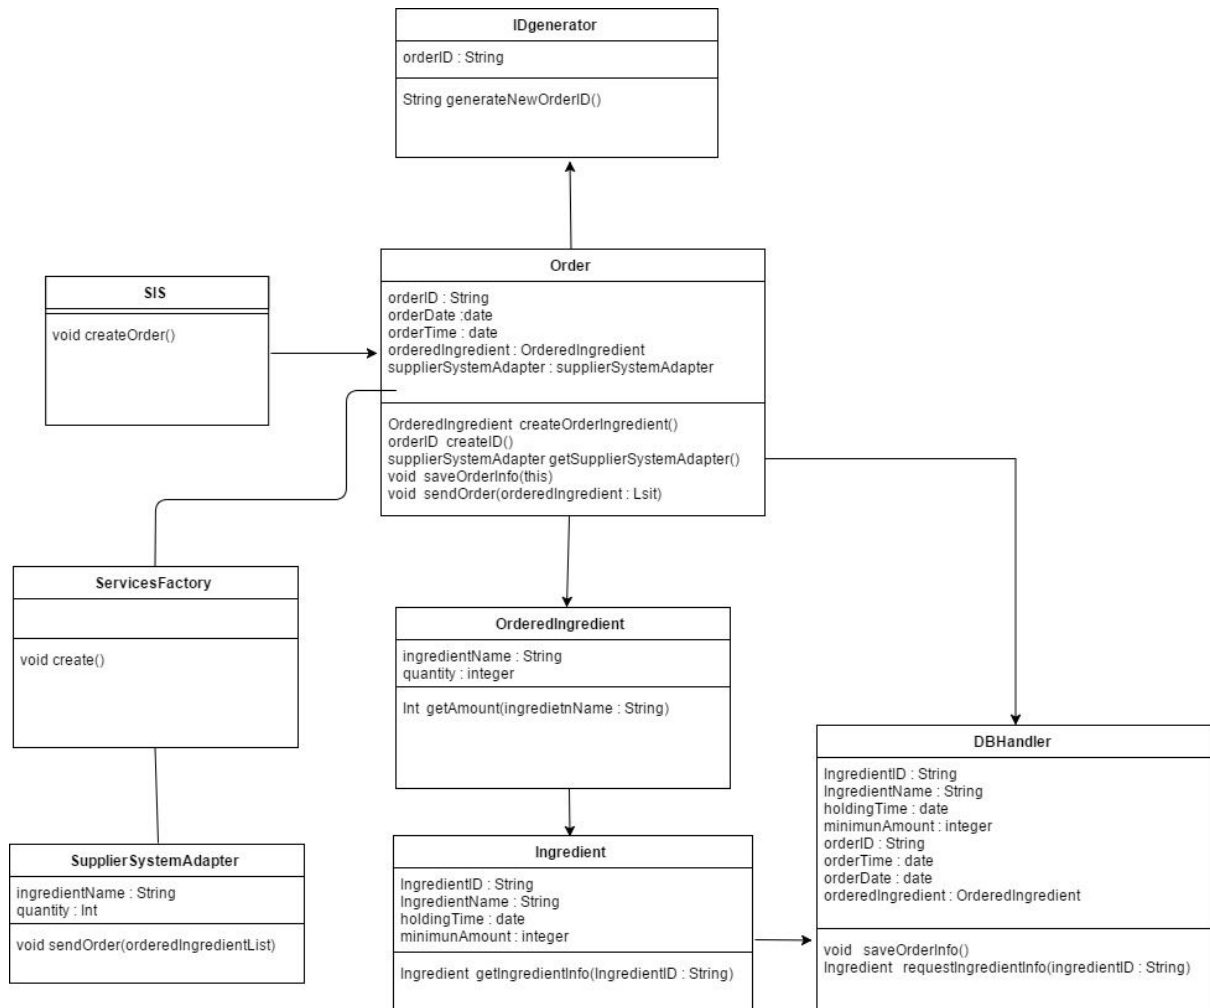 IDgenerator
orderID : String
String generateNewOrderID()
Order
orderID : String
orderDate :date
orderTime : date
orderedIngredient : OrderedIngredient
supplierSystemAdapter : supplierSystemAdapter
OrderedIngredient createOrderIngredient()
orderID createID()
supplierSystemAdapter getSupplierSystemAdapter()
void saveOrderInfo(this)
void sendOrder(orderedIngredient : Lsit)
SIS
void createOrder()
ServicesFactory
void create()
OrderedIngredient
ingredientName : String
quantity : integer
Int getAmount(ingredietnName : String)
DBHandler
IngredientID : String
IngredientName : String
holdingTime : date
minimunAmount : integer
orderID : String
orderTime : date
orderDate : date
orderedIngredient : OrderedIngredient
void saveOrderInfo()
Ingredient requestIngredientInfo(ingredientID : String)
SupplierSystemAdapter
ingredientName : String
quantity : Int
void sendOrder(orderedIngredientList)
Ingredient
IngredientID : String
IngredientName : String
holdingTime : date
minimunAmount : integer
Ingredient getIngredientInfo(IngredientID : String)